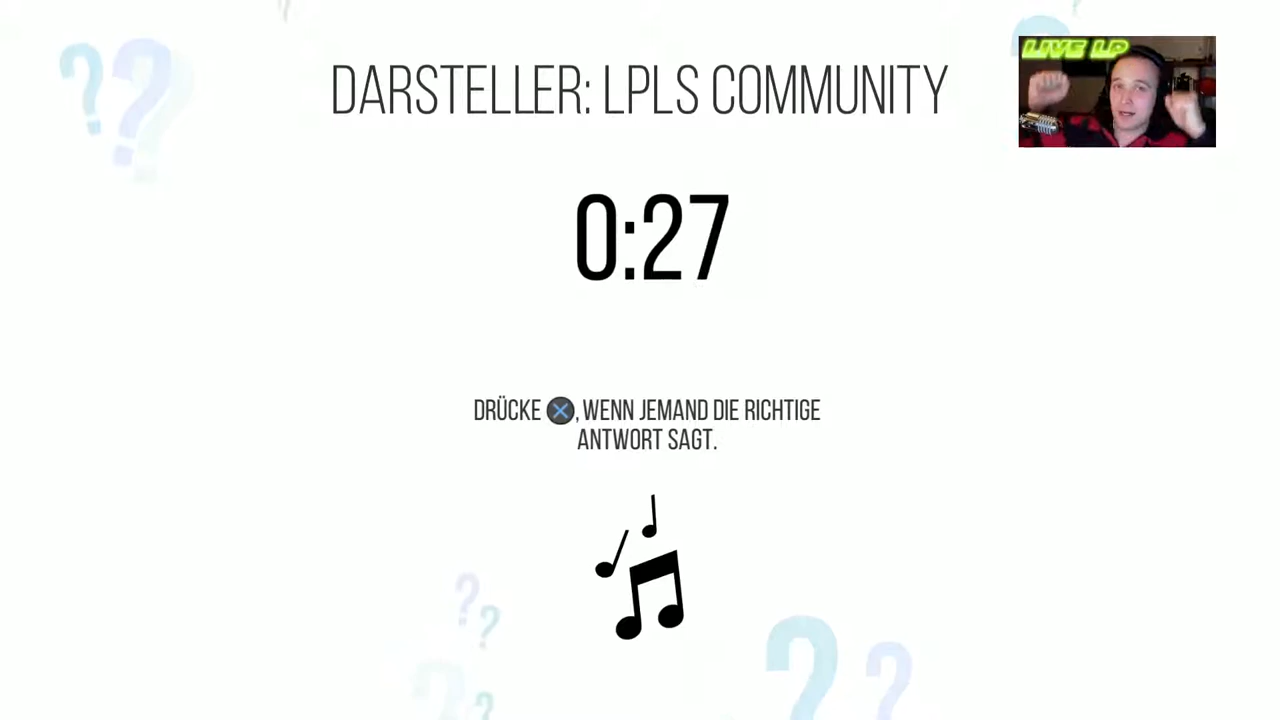 DARSTELLER: LPLS COMMUNITY
LIVE LP
0:27
DRÜCKE , WENN JEMAND DIE RICHTIGE
ANTWORT SAGT.